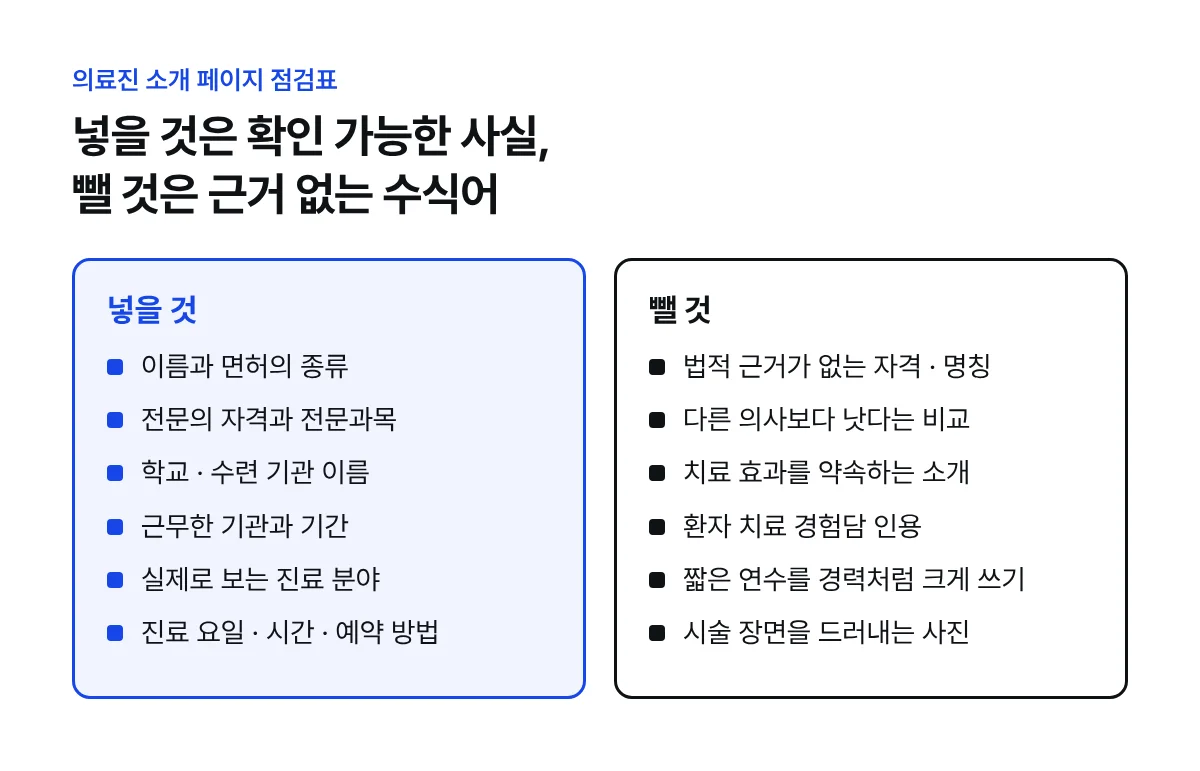 의료진 소개 페이지 점검표
넣을 것은 확인 가능한 사실,
뺄 것은 근거 없는 수식어
넣을 것
이름과 면허의 종류
전문의 자격과 전문과목
학교 · 수련 기관 이름
근무한 기관과 기간
실제로 보는 진료 분야
진료 요일 · 시간 · 예약 방법
뺄 것
법적 근거가 없는 자격 · 명칭
다른 의사보다 낫다는 비교
치료 효과를 약속하는 소개
환자 치료 경험담 인용
짧은 연수를 경력처럼 크게 쓰기
시술 장면을 드러내는 사진